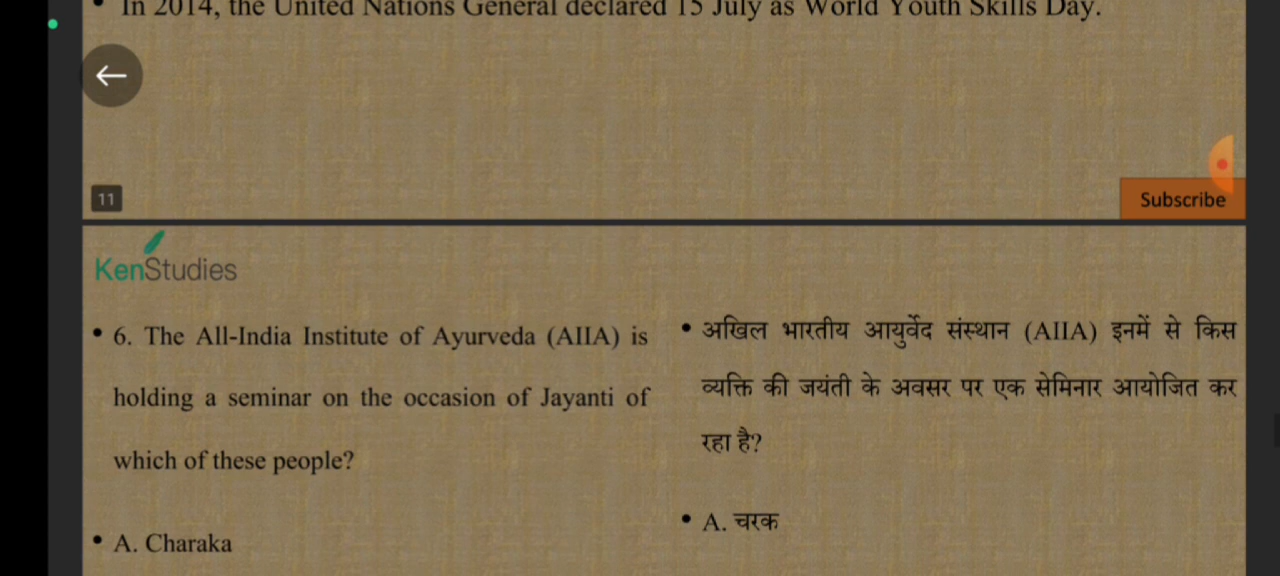 • In 2014, the United Nations General declared 15 July as World Youth Skills Day.
11
Subscribe
KenStudies
• 6. The All-India Institute of Ayurveda (AIIA) is
holding a seminar on the occasion of Jayanti of
which of these people?
• A. Charaka
• अखिल भारतीय आयुर्वेद संस्थान (AIIA) इनमें से किस
व्यक्ति की जयंती के अवसर पर एक सेमिनार आयोजित कर
रहा है?
• A. चरक